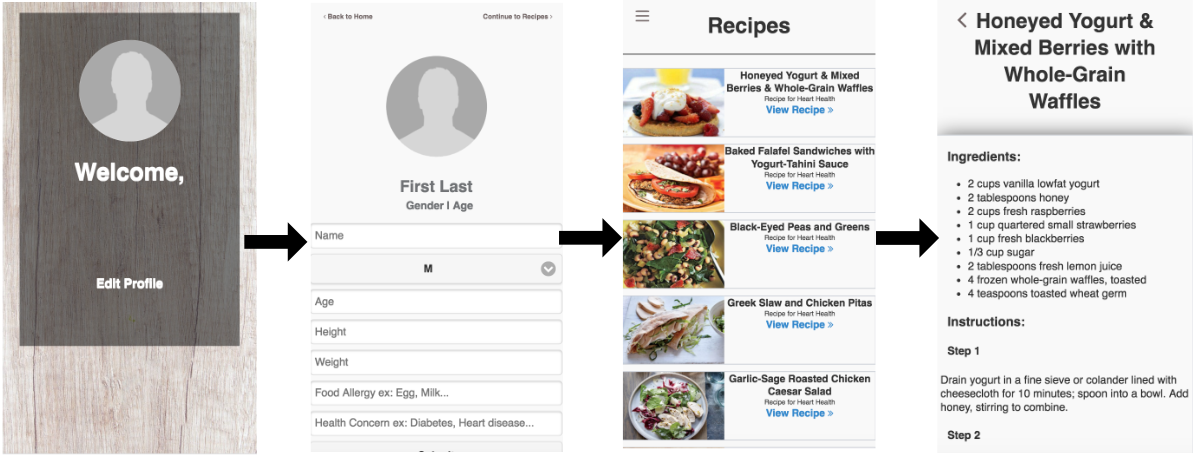 Welcome,
Edit Profile
‹ Back to Home
Continue to Recipes ›
First Last
Gender | Age
Name
M
Age
Height
Weight
Food Allergy ex: Egg, Milk...
Health Concern ex: Diabetes, Heart disease...
Recipes
Honeyed Yogurt & Mixed
Berries & Whole-Grain Waffles
Recipe for Heart Health
View Recipe »
Baked Falafel Sandwiches with
Yogurt-Tahini Sauce
Recipe for Heart Health
View Recipe »
Black-Eyed Peas and Greens
Recipe for Heart Health
View Recipe »
Greek Slaw and Chicken Pitas
Recipe for Heart Health
View Recipe »
Garlic-Sage Roasted Chicken
Caesar Salad
Recipe for Heart Health
View Recipe »
Honeyed Yogurt &
Mixed Berries with
Whole-Grain
Waffles
Ingredients:
• 2 cups vanilla lowfat yogurt
• 2 tablespoons honey
• 2 cups fresh raspberries
• 1 cup quartered small strawberries
• 1 cup fresh blackberries
• 1/3 cup sugar
• 2 tablespoons fresh lemon juice
• 4 frozen whole-grain waffles, toasted
• 4 teaspoons toasted wheat germ
Instructions:
Step 1
Drain yogurt in a fine sieve or colander lined with
cheesecloth for 10 minutes; spoon into a bowl. Add
honey, stirring to combine.
Step 2